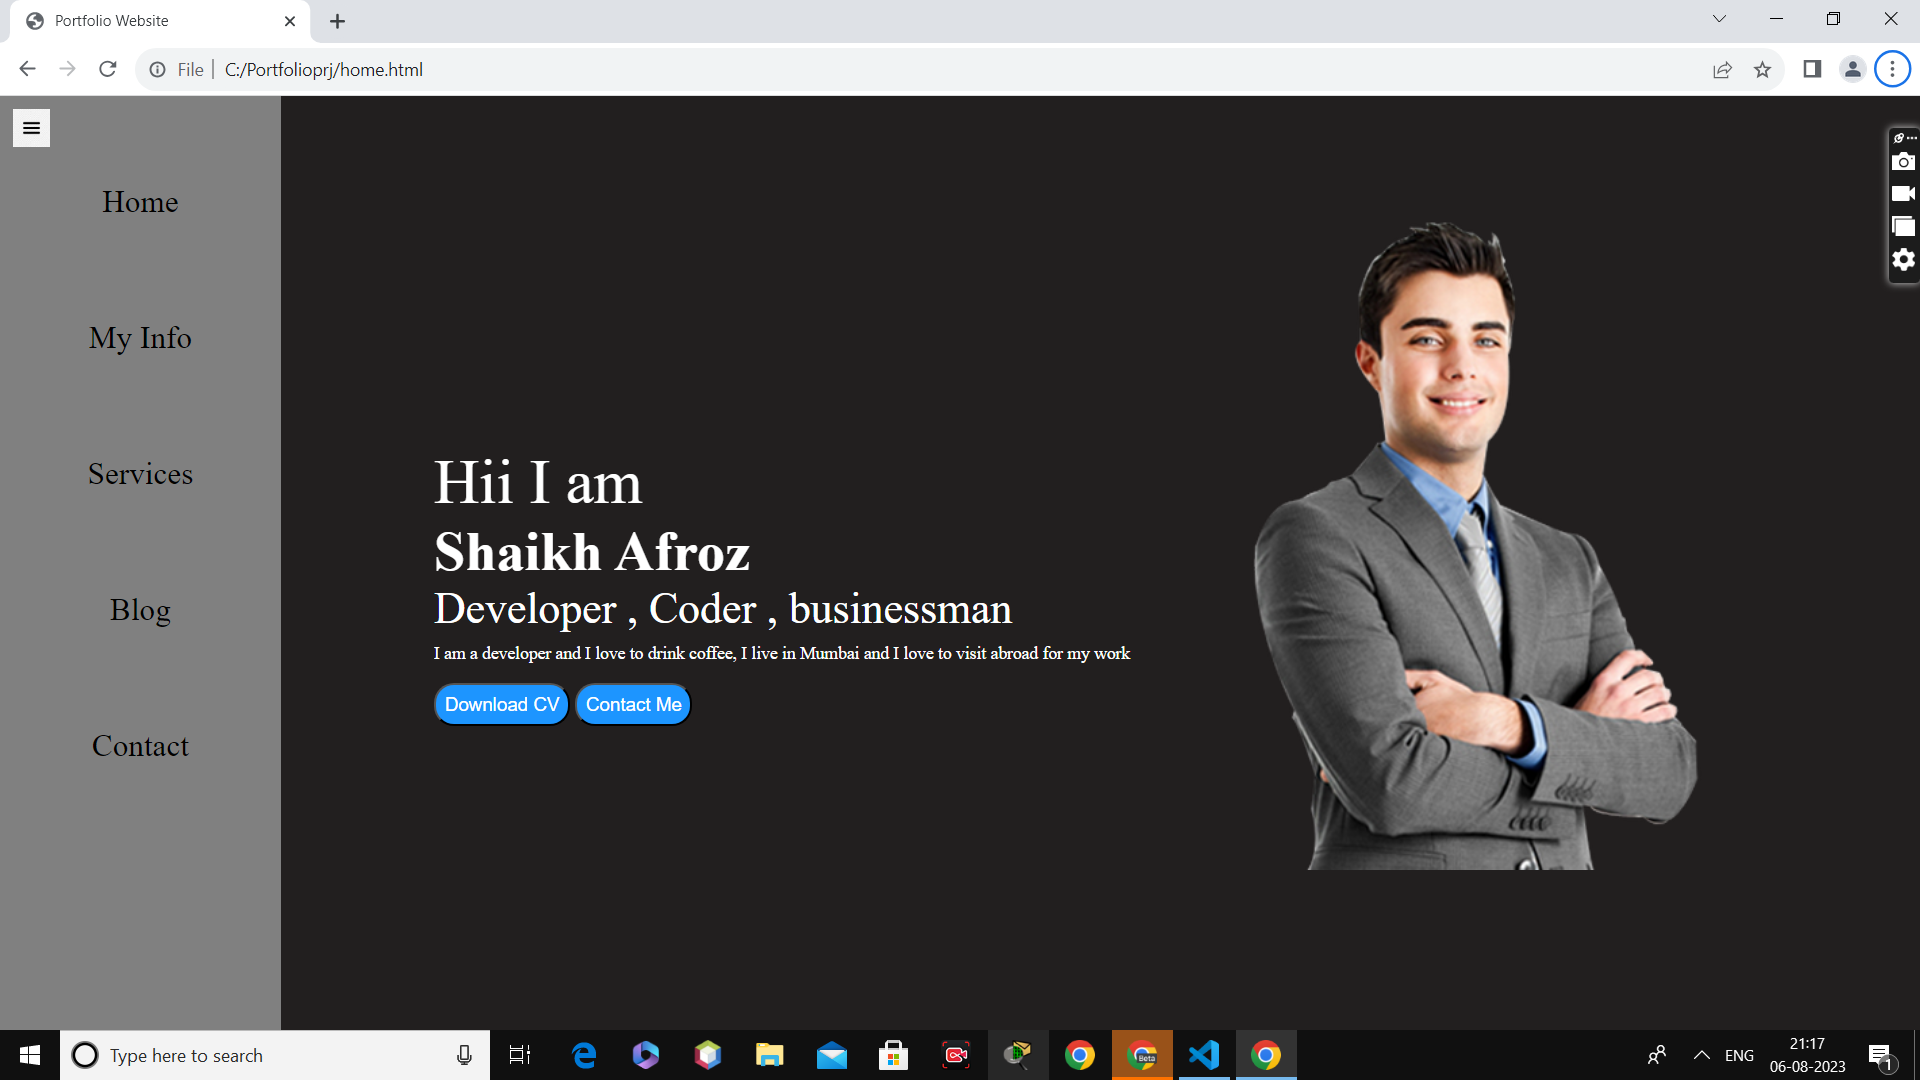 Portfolio Website
File
C:/Portfolioprj/home.html
Home
My Info
Services
Blog
Contact
Hii I am
Shaikh Afroz
Developer , Coder , businessman
I am a developer and I love to drink coffee, I live in Mumbai and I love to visit abroad for my work
Download CV
Contact Me
Type here to search
Beta
ENG
21:17
06-08-2023
1